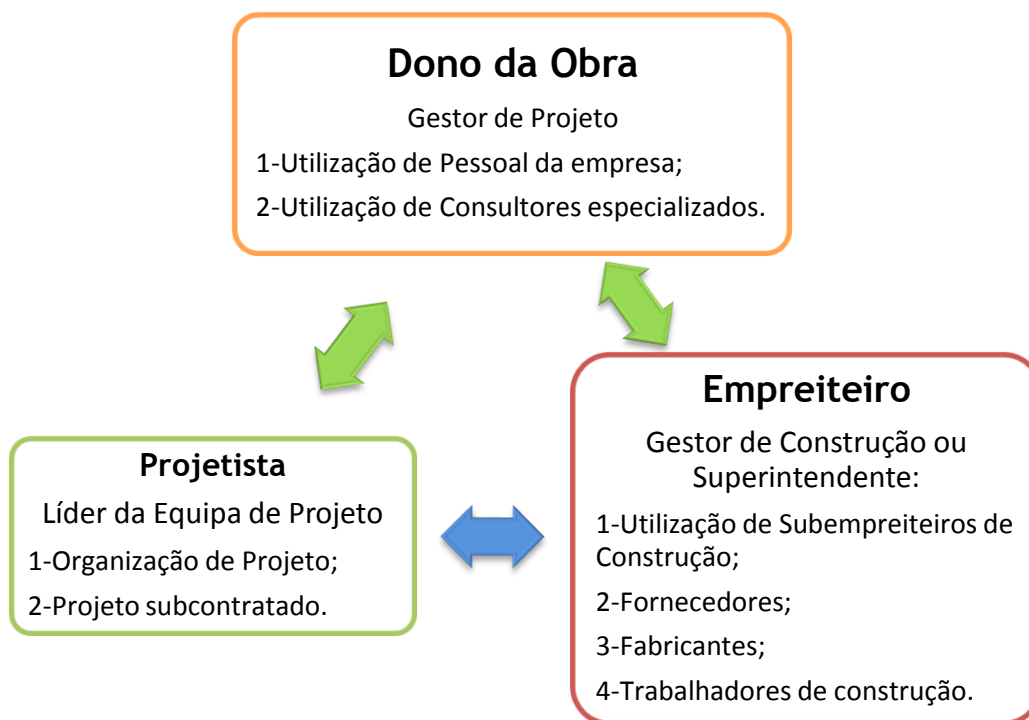 Dono da Obra
Gestor de Projeto
1-Utilização de Pessoal da empresa;
2-Utilização de Consultores especializados.
Projetista
Líder da Equipa de Projeto
1-Organização de Projeto;
2-Projeto subcontratado.
Empreiteiro
Gestor de Construção ou
Superintendente:
1-Utilização de Subempreiteiros de
Construção;
2-Fornecedores;
3-Fabricantes;
4-Trabalhadores de construção.